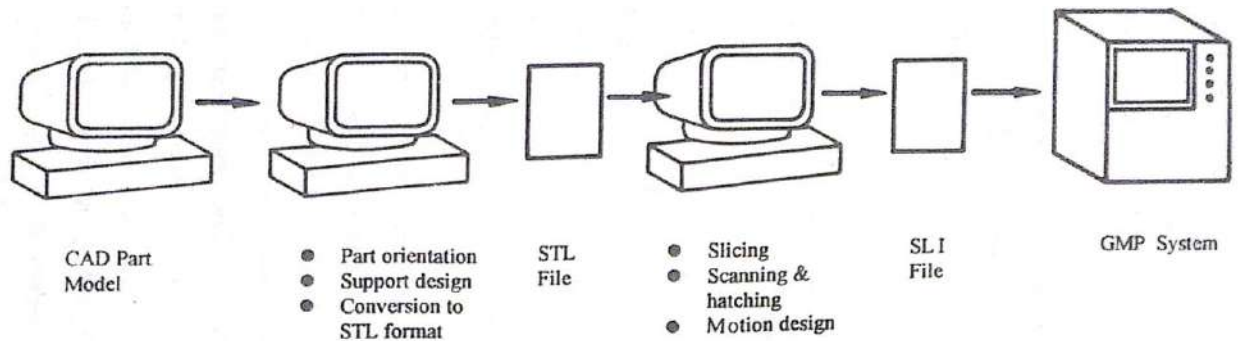 CAD Part
Model
● Part orientation
● Support design
● Conversion to
STL format
STL
File
● Slicing
● Scanning &
hatching
● Motion design
SL I
File
GMP System